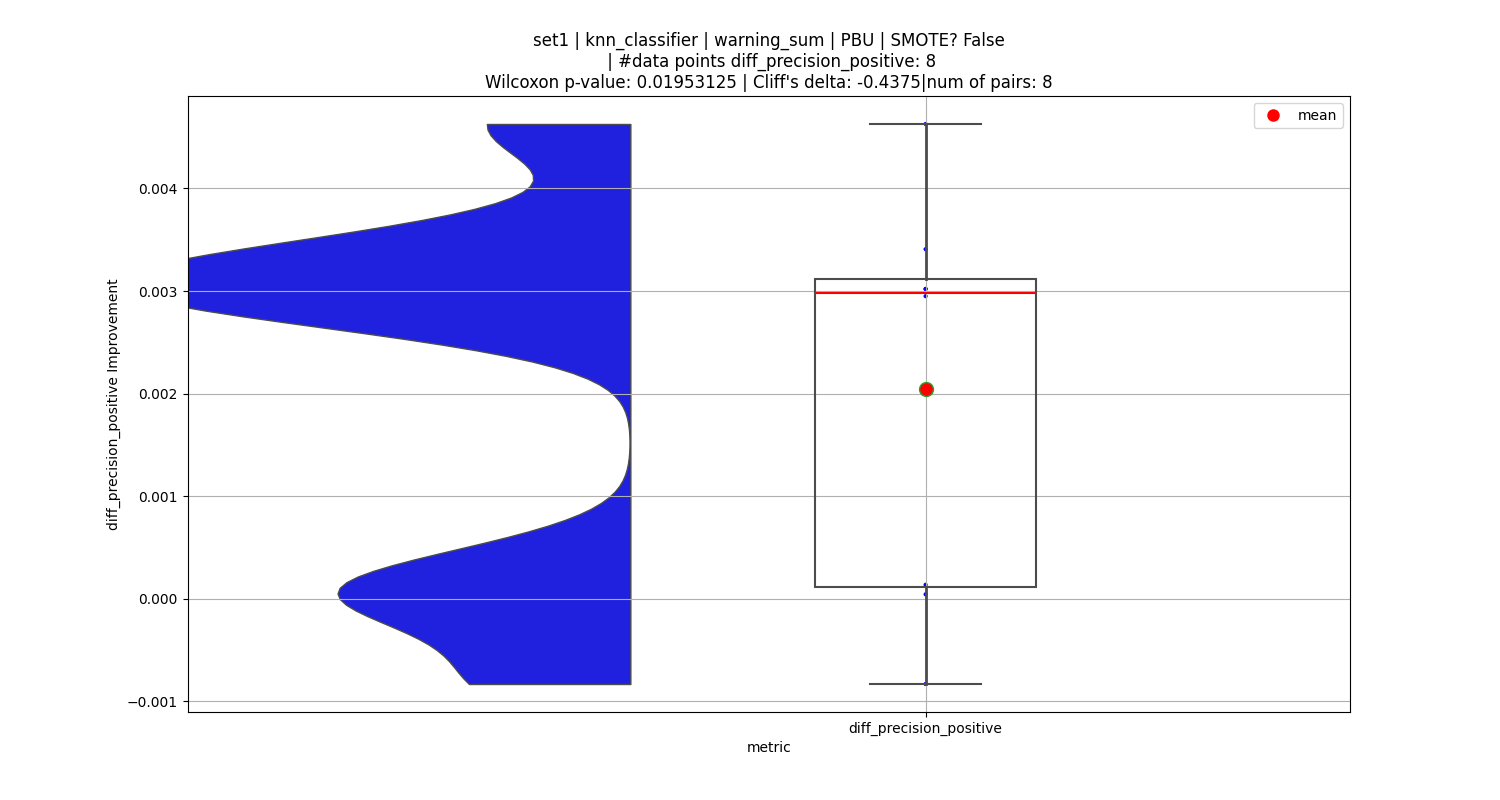 set1 | knn_classifier | warning_sum | PBU | SMOTE? False
| #data points diff_precision_positive: 8
Wilcoxon p-value: 0.01953125 | Cliff's delta: -0.4375|num of pairs: 8
mean
0.004
0.003
0.002
0.001
0.000
−0.001
diff_precision_positive Improvement
diff_precision_positive
metric